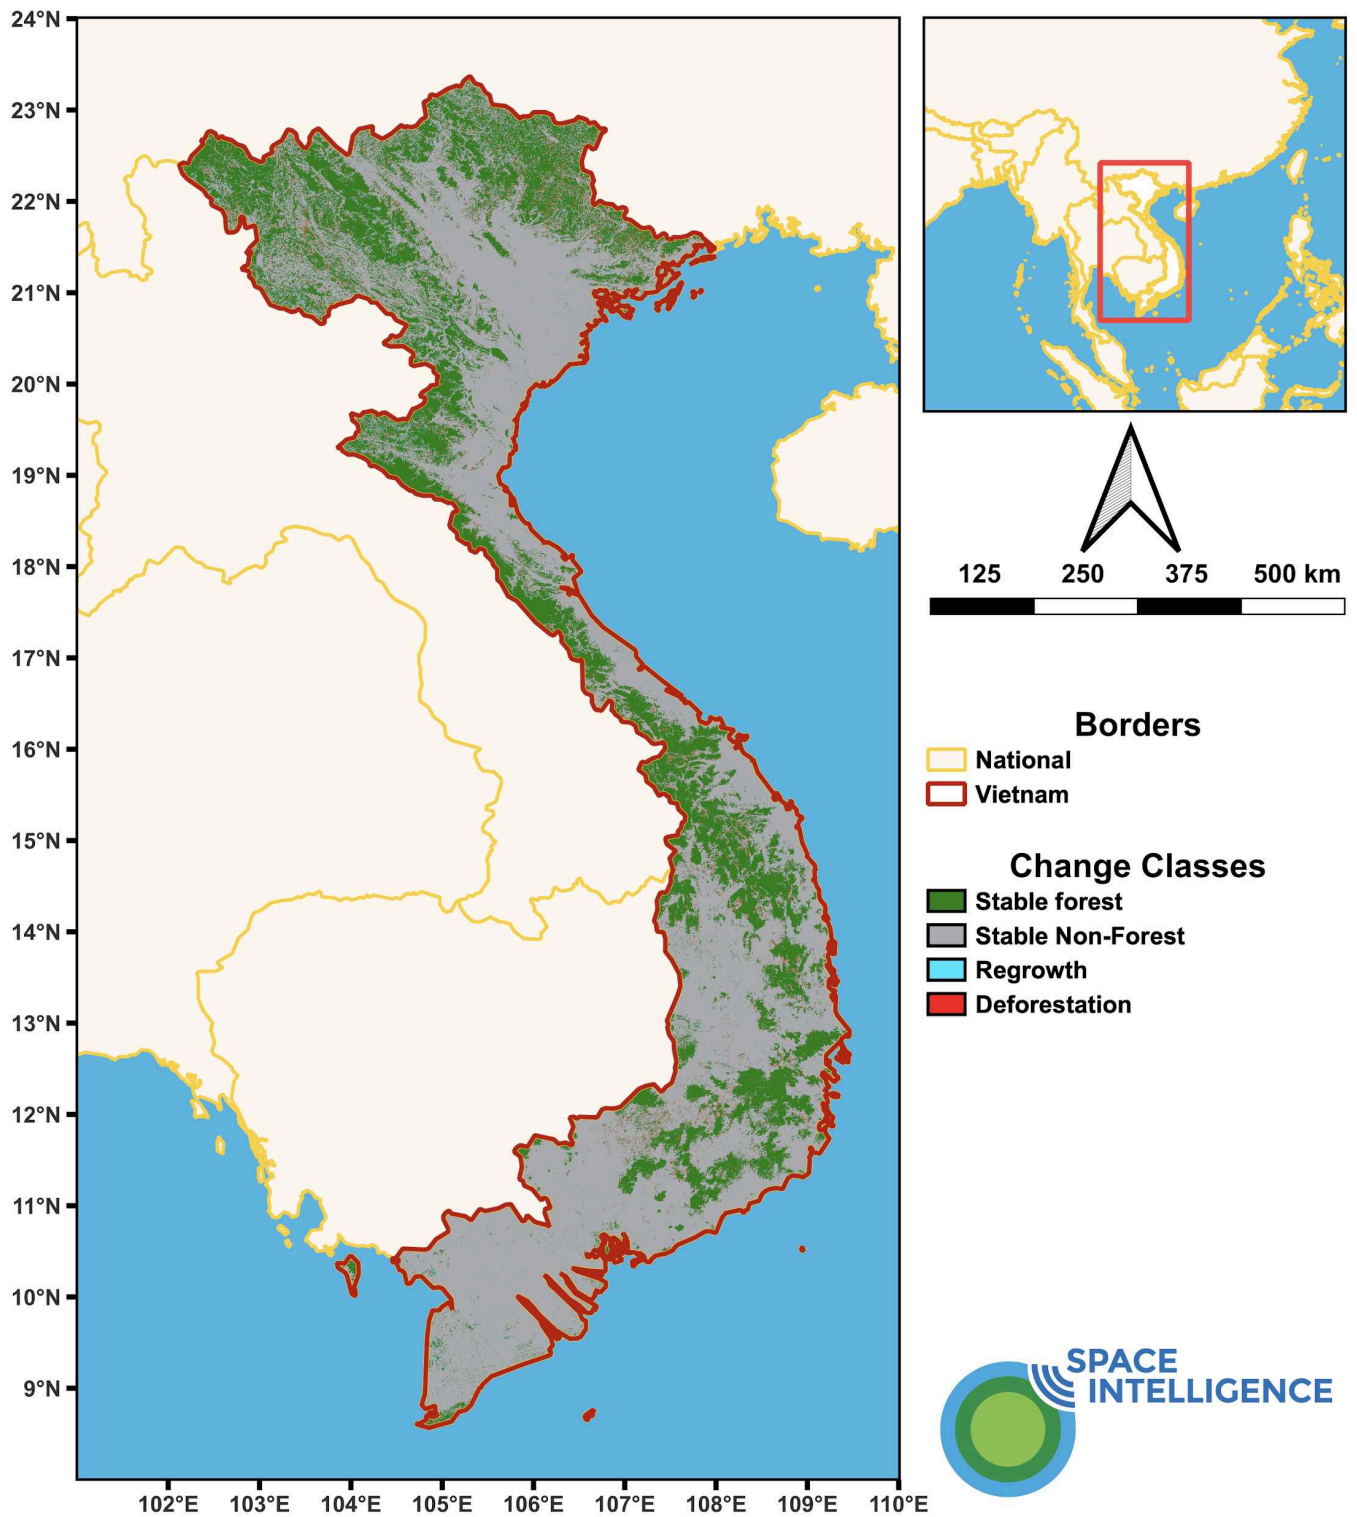 24°N
23°N
22°N
21°N
20°N
19°N
18°N
17°N
16°N
15°N
14°N
13°N
12°N
11°N
10°N
9°N
102°E 103°E 104°E 105°E 106°E 107°E 108°E 109°E 110°E
125 250 375 500 km
Borders
National
Vietnam
Change Classes
Stable forest
Stable Non-Forest
Regrowth
Deforestation
SPACE
INTELLIGENCE